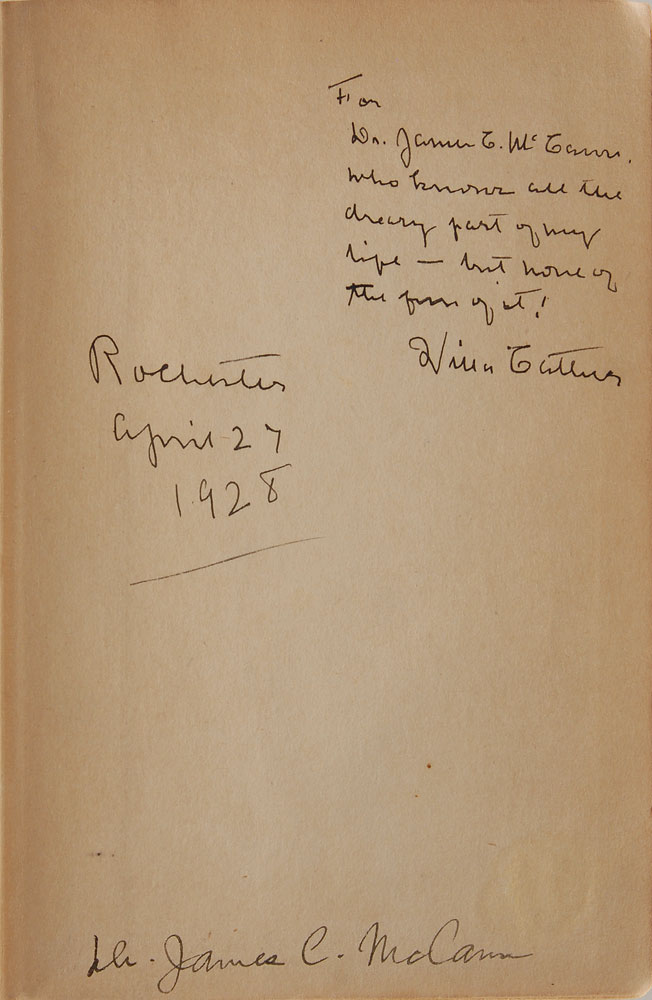 For
Dr. James C. McCann,
who knows all the
dreary part of my
life — but none of
the fun of it!
Willa Cather
Rochester
April 27
1928
Dr. James C. McCann